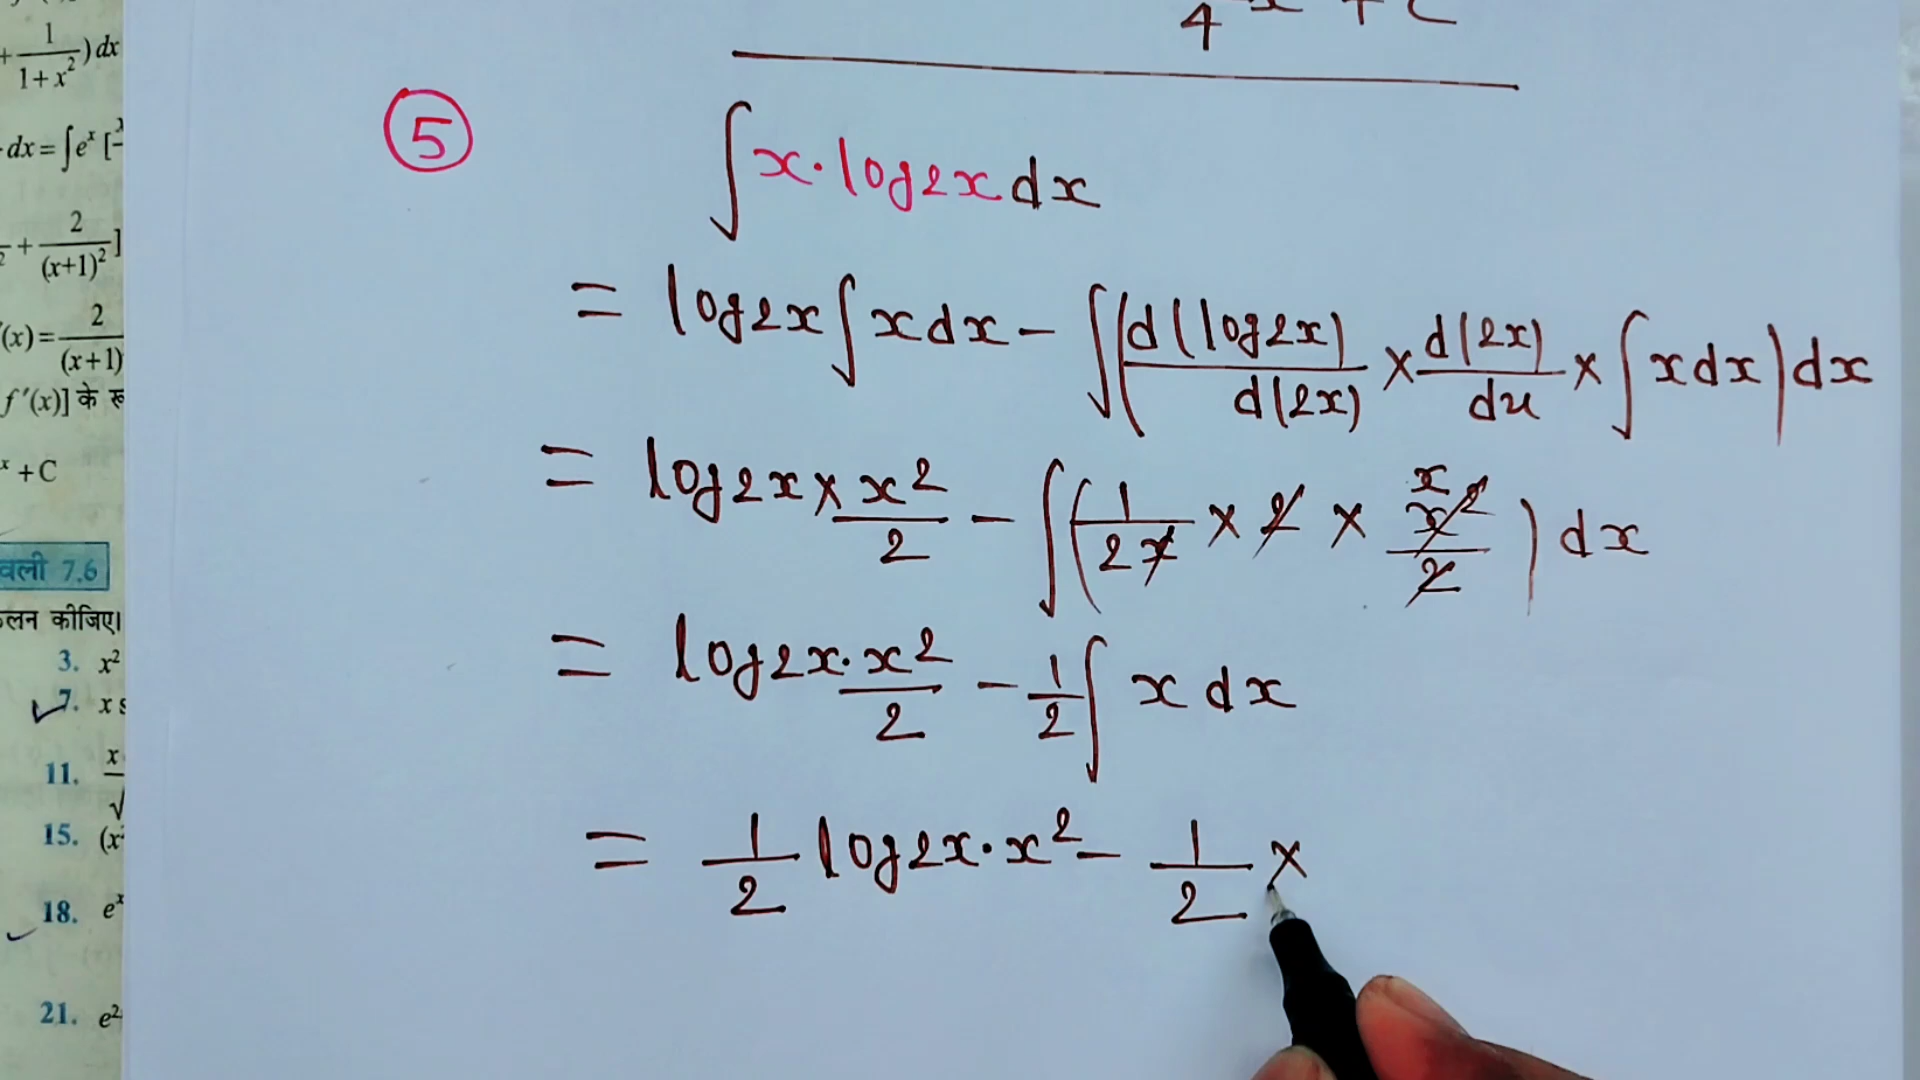 + 1/(1+x²)) dx
dx = ∫eˣ [
+ 2/(x+1)² ]
(x) = 2/(x+1)
f ′(x)] के
ˣ + C
वली 7.6
लन कीजिए।
3. x²
7. x s
11. x
15. (x
18. eˣ
21. e²
4 x + C
5
∫ x · log2x dx
= log2x ∫ x dx - ∫( d(log2x)/d(2x) × d(2x)/dx × ∫ x dx ) dx
= log2x × x²/2 - ∫( 1/2x × 2 × x²/2 ) dx
x
= log2x · x²/2 - 1/2 ∫ x dx
= 1/2 log2x · x² - 1/2 ×